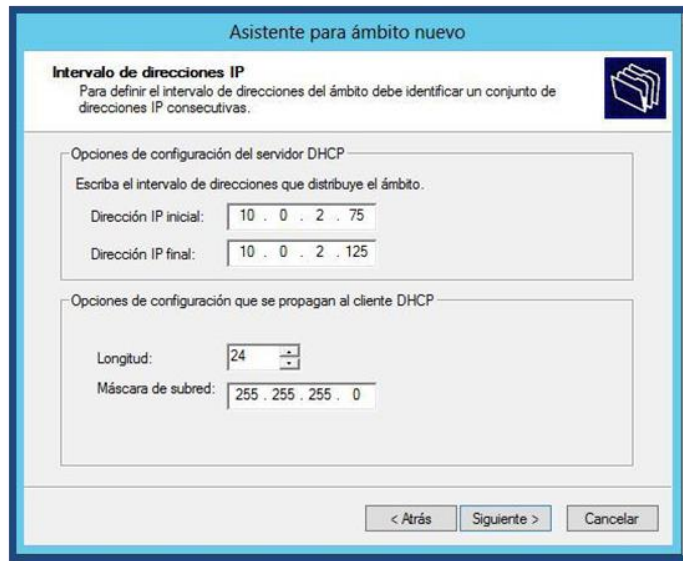 Asistente para ámbito nuevo
Intervalo de direcciones IP
Para definir el intervalo de direcciones del ámbito debe identificar un conjunto de
direcciones IP consecutivas.
Opciones de configuración del servidor DHCP
Escriba el intervalo de direcciones que distribuye el ámbito.
Dirección IP inicial: 10 . 0 . 2 . 75
Dirección IP final: 10 . 0 . 2 . 125
Opciones de configuración que se propagan al cliente DHCP
Longitud: 24
Máscara de subred: 255 . 255 . 255 . 0
< Atrás Siguiente > Cancelar